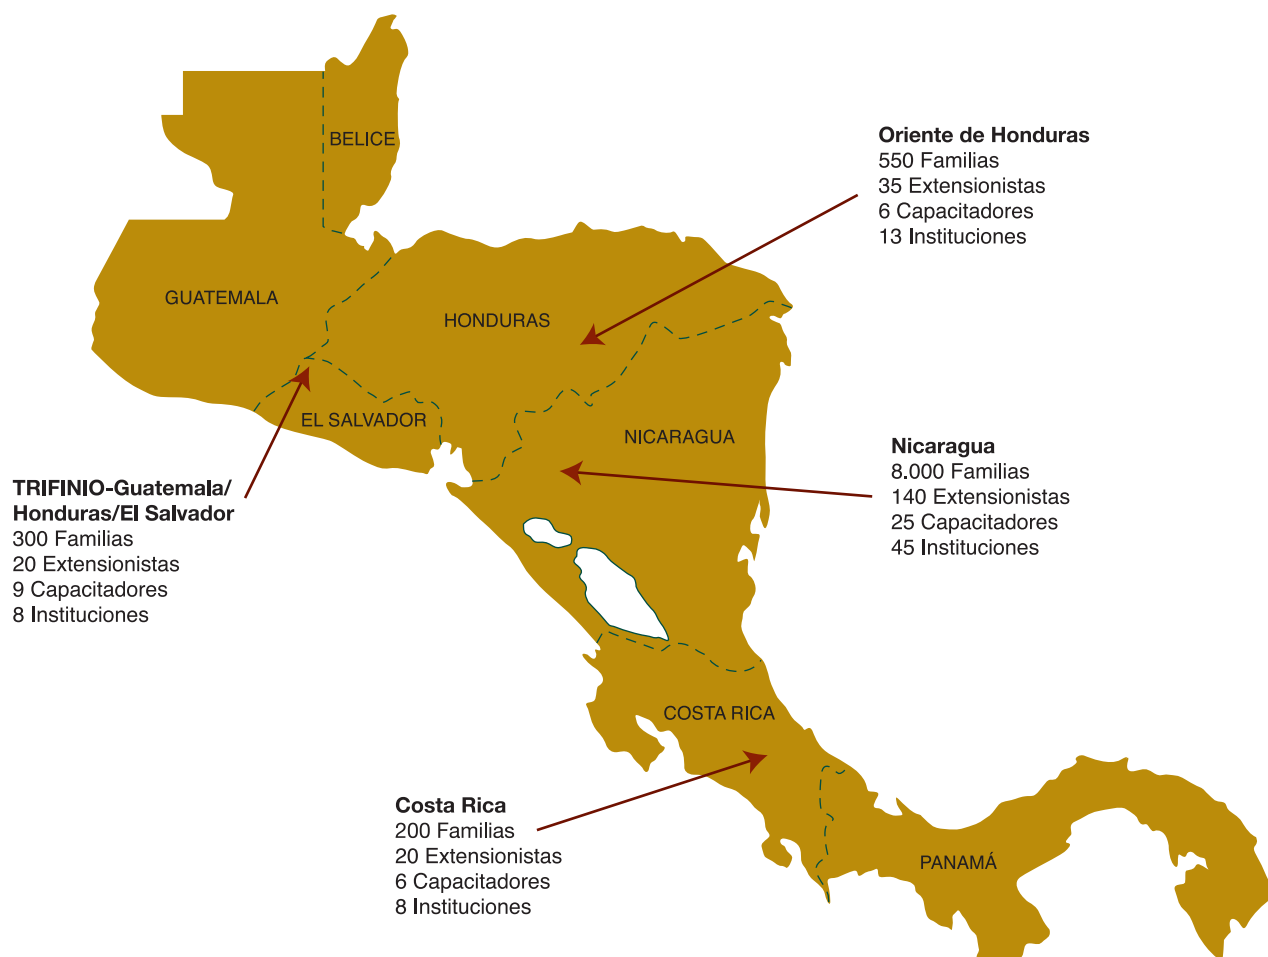 BELICE
Oriente de Honduras
550 Familias
35 Extensionistas
6 Capacitadores
13 Instituciones
GUATEMALA
HONDURAS
EL SALVADOR
NICARAGUA
Nicaragua
8.000 Familias
140 Extensionistas
25 Capacitadores
45 Instituciones
TRIFINIO-Guatemala/
Honduras/El Salvador
300 Familias
20 Extensionistas
9 Capacitadores
8 Instituciones
COSTA RICA
Costa Rica
200 Familias
20 Extensionistas
6 Capacitadores
8 Instituciones
PANAMÁ